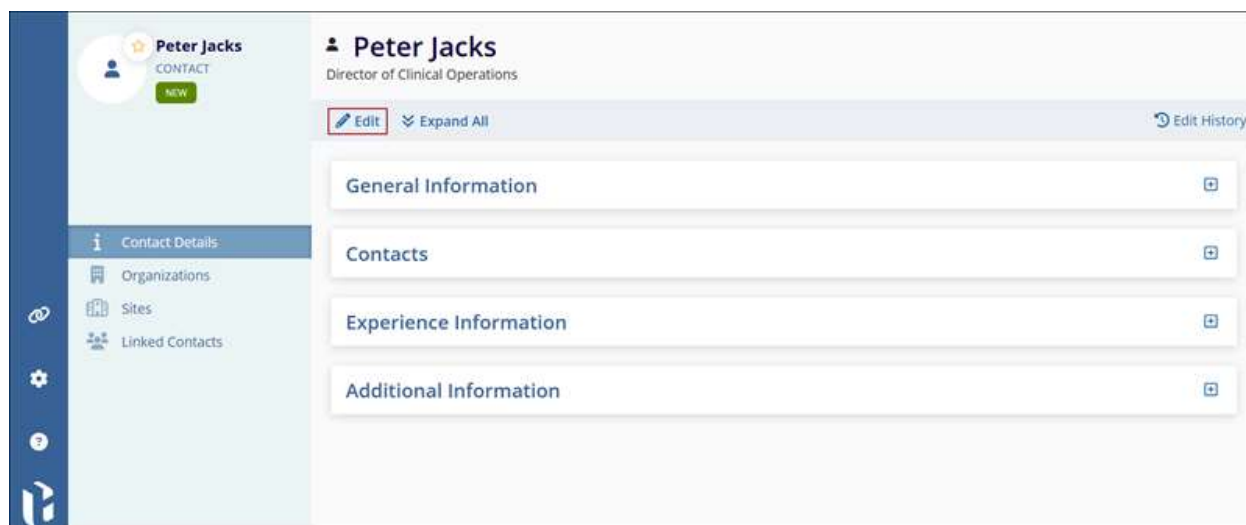 Peter Jacks
CONTACT
NEW
Contact Details
Organizations
Sites
Linked Contacts
Peter Jacks
Director of Clinical Operations
Edit
Expand All
Edit History
General Information
Contacts
Experience Information
Additional Information